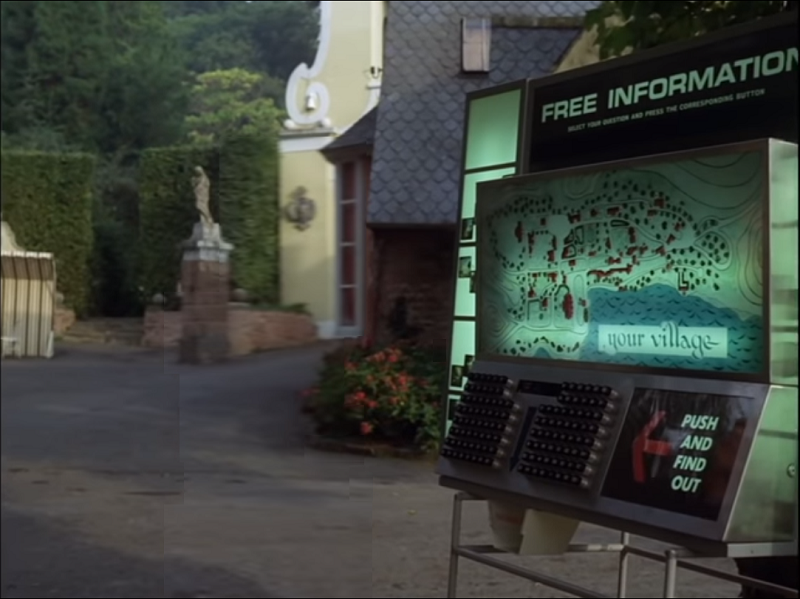 FREE INFORMATION
SELECT YOUR QUESTION AND PRESS THE CORRESPONDING BUTTON
your village
PUSH
AND
FIND
OUT